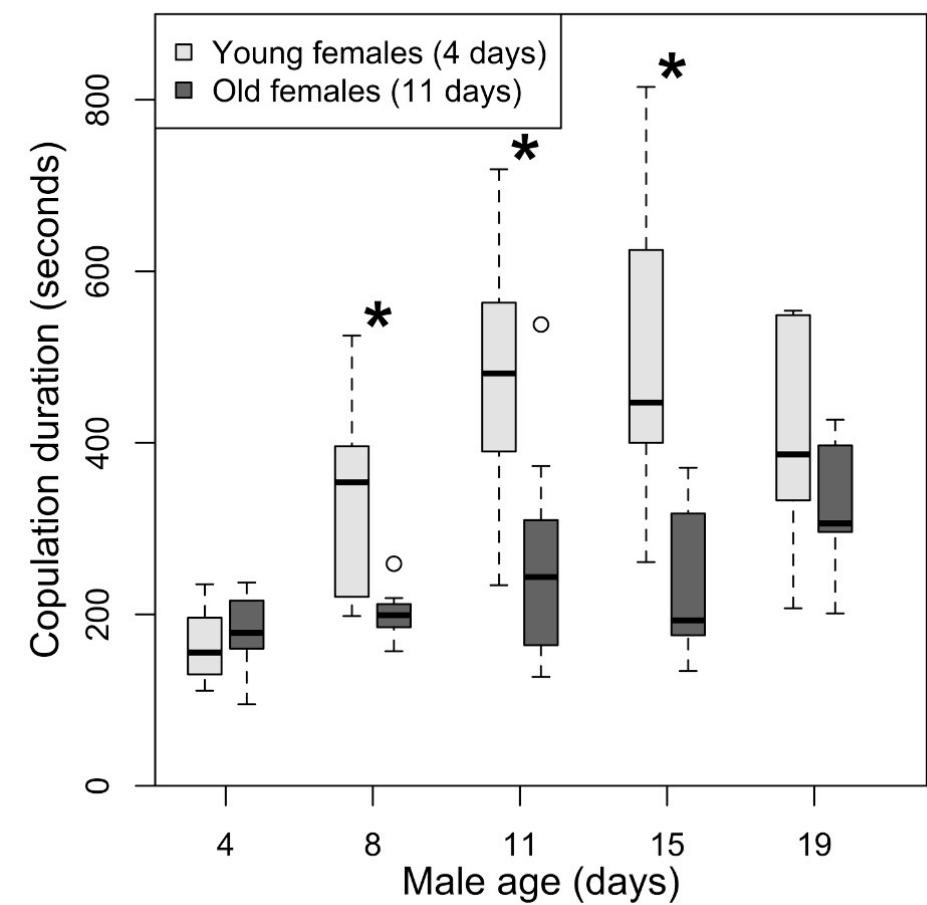 Young females (4 days)
Old females (11 days)
*
*
*
Copulation duration (seconds)
800
600
400
200
0
4 8 11 15 19
Male age (days)